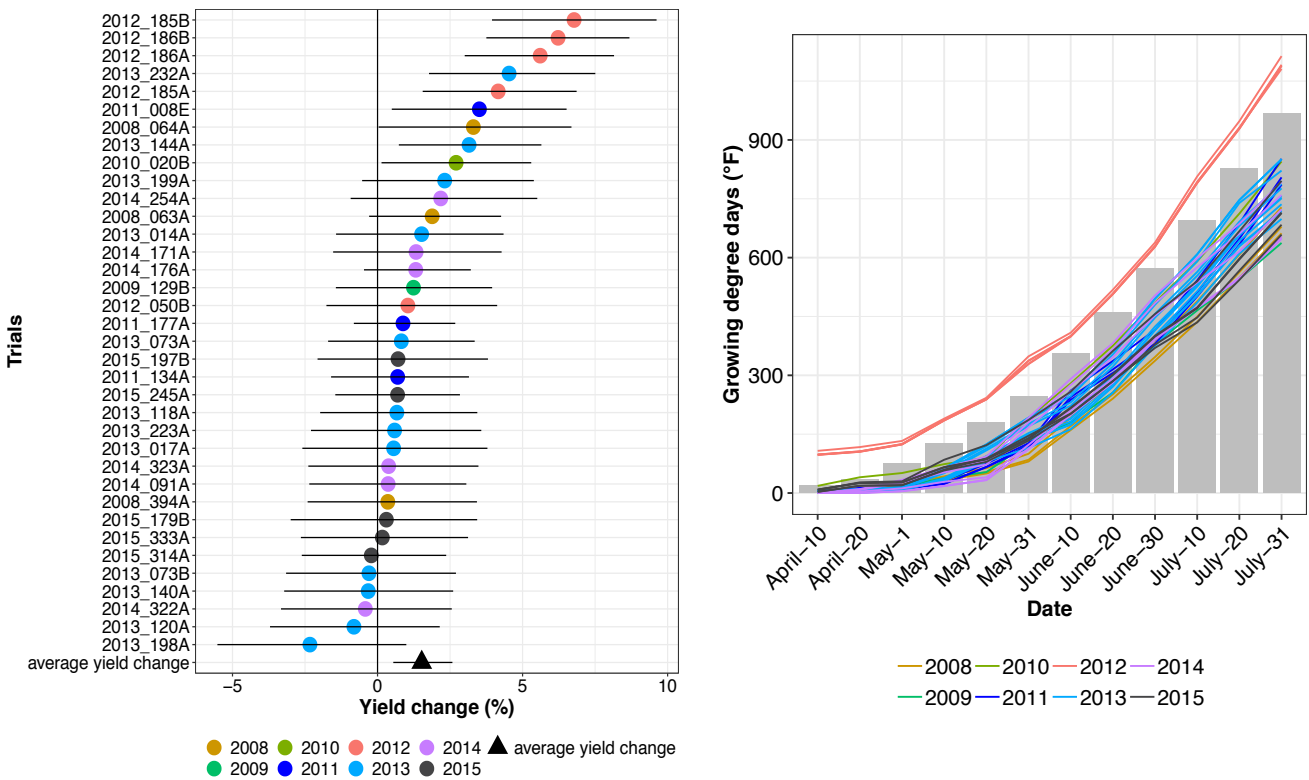 Trials
2012_185B
2012_186B
2012_186A
2013_232A
2012_185A
2011_008E
2008_064A
2013_144A
2010_020B
2013_199A
2014_254A
2008_063A
2013_014A
2014_171A
2014_176A
2009_129B
2012_050B
2011_177A
2013_073A
2015_197B
2011_134A
2015_245A
2013_118A
2013_223A
2013_017A
2014_323A
2014_091A
2008_394A
2015_179B
2015_333A
2015_314A
2013_073B
2013_140A
2014_322A
2013_120A
2013_198A
average yield change
−5 0 5 10
Yield change (%)
2008 2010 2012 2014 average yield change
2009 2011 2013 2015
Growing degree days (°F)
900
600
300
0
April−10 April−20 May−1 May−10 May−20 May−31 June−10 June−20 June−30 July−10 July−20 July−31
Date
2008 2010 2012 2014
2009 2011 2013 2015